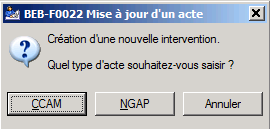 BEB-F0022 Mise à jour d'un acte
Création d'une nouvelle intervention.
Quel type d'acte souhaitez-vous saisir ?
CCAM
NGAP
Annuler